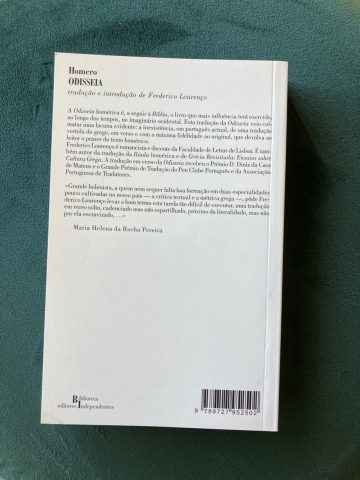 Homero
ODISSEIA
tradução e introdução de Frederico Lourenço
A Odisseia homérica é, a seguir à Bíblia, o livro que mais influência terá exercido,
ao longo dos tempos, no imaginário ocidental. Esta tradução da Odisseia veio col-
matar uma lacuna evidente: a inexistência, em português actual, de uma tradução
vertida do grego, em verso e com a máxima fidelidade ao original, que devolva ao
leitor o prazer do texto homérico.
Frederico Lourenço é romancista e docente da Faculdade de Letras de Lisboa. É tam-
bém autor da tradução da Ilíada homérica e de Grécia Revisitada: Ensaios sobre
Cultura Grega. A tradução em verso da Odisseia recebeu o Prémio D. Diniz da Casa
de Mateus e o Grande Prémio de Tradução do Pen Clube Português e da Associação
Portuguesa de Tradutores.
«Grande helenista, a quem nem sequer falta boa formação em duas especialidades
pouco cultivadas no nosso país — a crítica textual e a métrica grega —, pôde Fre-
derico Lourenço levar a bom termo esta tarefa tão difícil de executar, uma tradução
em verso solto, cadenciado mas não espartilhado, próximo da literalidade, mas não
por ela escravizado, …»
Maria Helena da Rocha Pereira
Biblioteca
editores Independentes
9 789727 952502